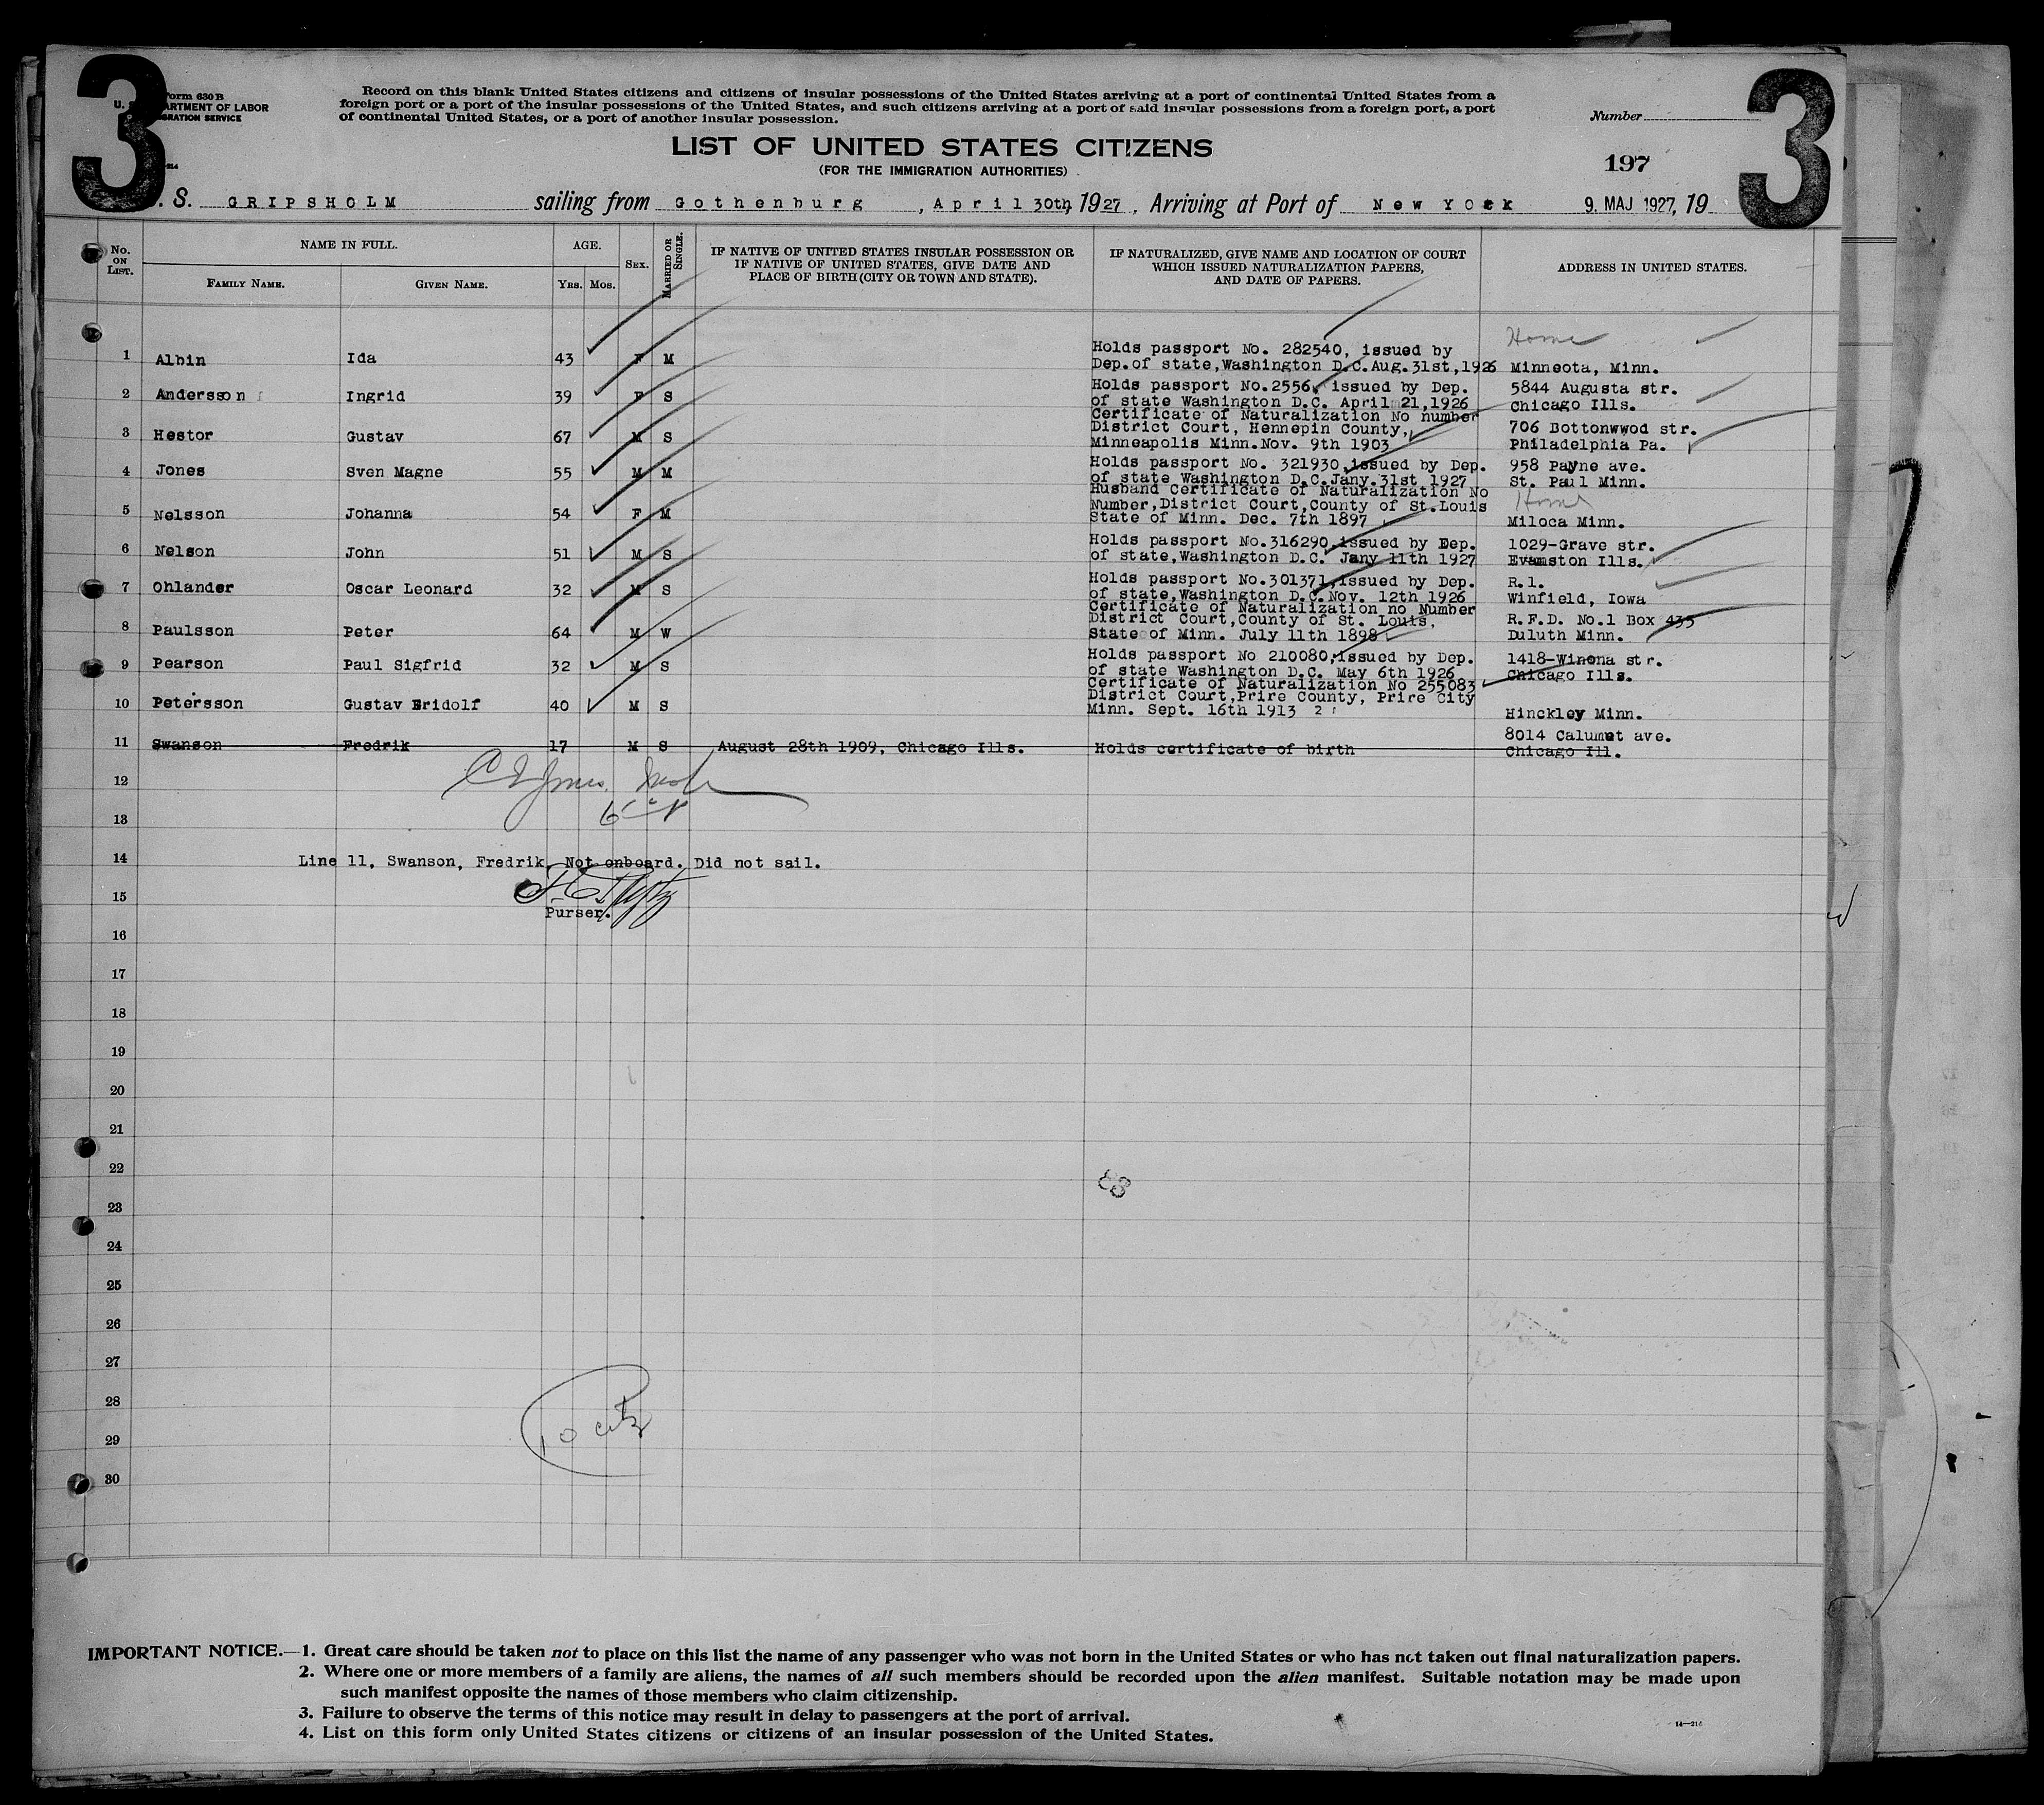 3
3
Form 630 B
U. S. DEPARTMENT OF LABOR
IMMIGRATION SERVICE
Record on this blank United States citizens and citizens of insular possessions of the United States arriving at a port of continental United States from a
foreign port or a port of the insular possessions of the United States, and such citizens arriving at a port of said insular possessions from a foreign port, a port
of continental United States, or a port of another insular possession.
Number
LIST OF UNITED STATES CITIZENS
(FOR THE IMMIGRATION AUTHORITIES)
197
S. GRIPSHOLM sailing from Gothenburg, April 30th, 1927, Arriving at Port of New York 9. MAJ 1927, 19
No. ON LIST. NAME IN FULL. AGE. SEX. MARRIED OR SINGLE. IF NATIVE OF UNITED STATES INSULAR POSSESSION OR IF NATIVE OF UNITED STATES, GIVE DATE AND PLACE OF BIRTH (CITY OR TOWN AND STATE). IF NATURALIZED, GIVE NAME AND LOCATION OF COURT WHICH ISSUED NATURALIZATION PAPERS, AND DATE OF PAPERS. ADDRESS IN UNITED STATES.
FAMILY NAME. GIVEN NAME. YRS. MOS.
Home
Holds passport No. 282540, issued by
1 Albin Ida 43 F M Dep.of state,Washington D.C.Aug.31st,1926 Minneota, Minn.
Holds passport No.2556, issued by Dep. 5844 Augusta str.
2 Andersson Ingrid 39 F S of state Washington D.C. April 21,1926 Chicago Ills.
Certificate of Naturalization No number
3 Hestor Gustav 67 M S District Court, Hennepin County, 706 Bottonwwod str.
Minneapolis Minn.Nov. 9th 1903 Philadelphia Pa.
4 Jones Sven Magne 55 M M Holds passport No. 321930,issued by Dep. 958 Payne ave.
of state Washington D.C.Jany.31st 1927 St. Paul Minn.
Husband Certificate of Naturalization No Home
5 Nelsson Johanna 54 F M Number,District Court,County of St.Louis
State of Minn. Dec. 7th 1897 Miloca Minn.
6 Nelson John 51 M S Holds passport No.316290,issued by Dep. 1029-Grave str.
of state,Washington D.C. Jany 11th 1927 Evanston Ills.
7 Ohlander Oscar Leonard 32 M S Holds passport No.301371,issued by Dep. R.1.
of state,Washington D.C.Nov. 12th 1926 Winfield, Iowa
Certificate of Naturalization no Number
8 Paulsson Peter 64 M W District Court,County of St. Louis, R.F.D. No.1 Box 435
State of Minn. July 11th 1898 Duluth Minn.
9 Pearson Paul Sigfrid 32 M S Holds passport No 210080,issued by Dep. 1418-Winona str.
of state Washington D.C. May 6th 1926 Chicago Ills.
Certificate of Naturalization No 255083
10 Petersson Gustav Eridolf 40 M S District Court,Prire County, Prire City
Minn. Sept. 16th 1913 2 Hinckley Minn.
11 Swanson Fredrik 17 M S August 28th 1909, Chicago Ills. Holds certificate of birth 8014 Calumet ave.
Chicago Ill.
12
13
14 Line 11, Swanson, Fredrik. Not onboard. Did not sail.
15
Purser.
16
17
18
19
20
21
22
83
23
24
25
26
27
28
10 citz
29
30
IMPORTANT NOTICE.—1. Great care should be taken not to place on this list the name of any passenger who was not born in the United States or who has not taken out final naturalization papers.
2. Where one or more members of a family are aliens, the names of all such members should be recorded upon the alien manifest. Suitable notation may be made upon
such manifest opposite the names of those members who claim citizenship.
3. Failure to observe the terms of this notice may result in delay to passengers at the port of arrival.
4. List on this form only United States citizens or citizens of an insular possession of the United States.